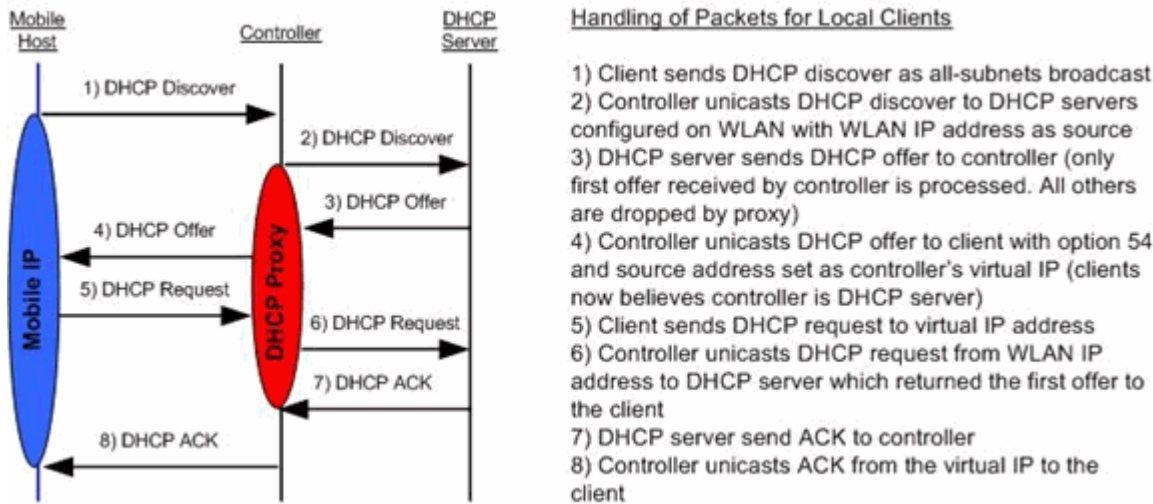 Mobile
Host
Controller
DHCP
Server
1) DHCP Discover
2) DHCP Discover
3) DHCP Offer
4) DHCP Offer
5) DHCP Request
6) DHCP Request
7) DHCP ACK
8) DHCP ACK
Mobile IP
DHCP Proxy
Handling of Packets for Local Clients
1) Client sends DHCP discover as all-subnets broadcast
2) Controller unicasts DHCP discover to DHCP servers
configured on WLAN with WLAN IP address as source
3) DHCP server sends DHCP offer to controller (only
first offer received by controller is processed. All others
are dropped by proxy)
4) Controller unicasts DHCP offer to client with option 54
and source address set as controller's virtual IP (clients
now believes controller is DHCP server)
5) Client sends DHCP request to virtual IP address
6) Controller unicasts DHCP request from WLAN IP
address to DHCP server which returned the first offer to
the client
7) DHCP server send ACK to controller
8) Controller unicasts ACK from the virtual IP to the
client